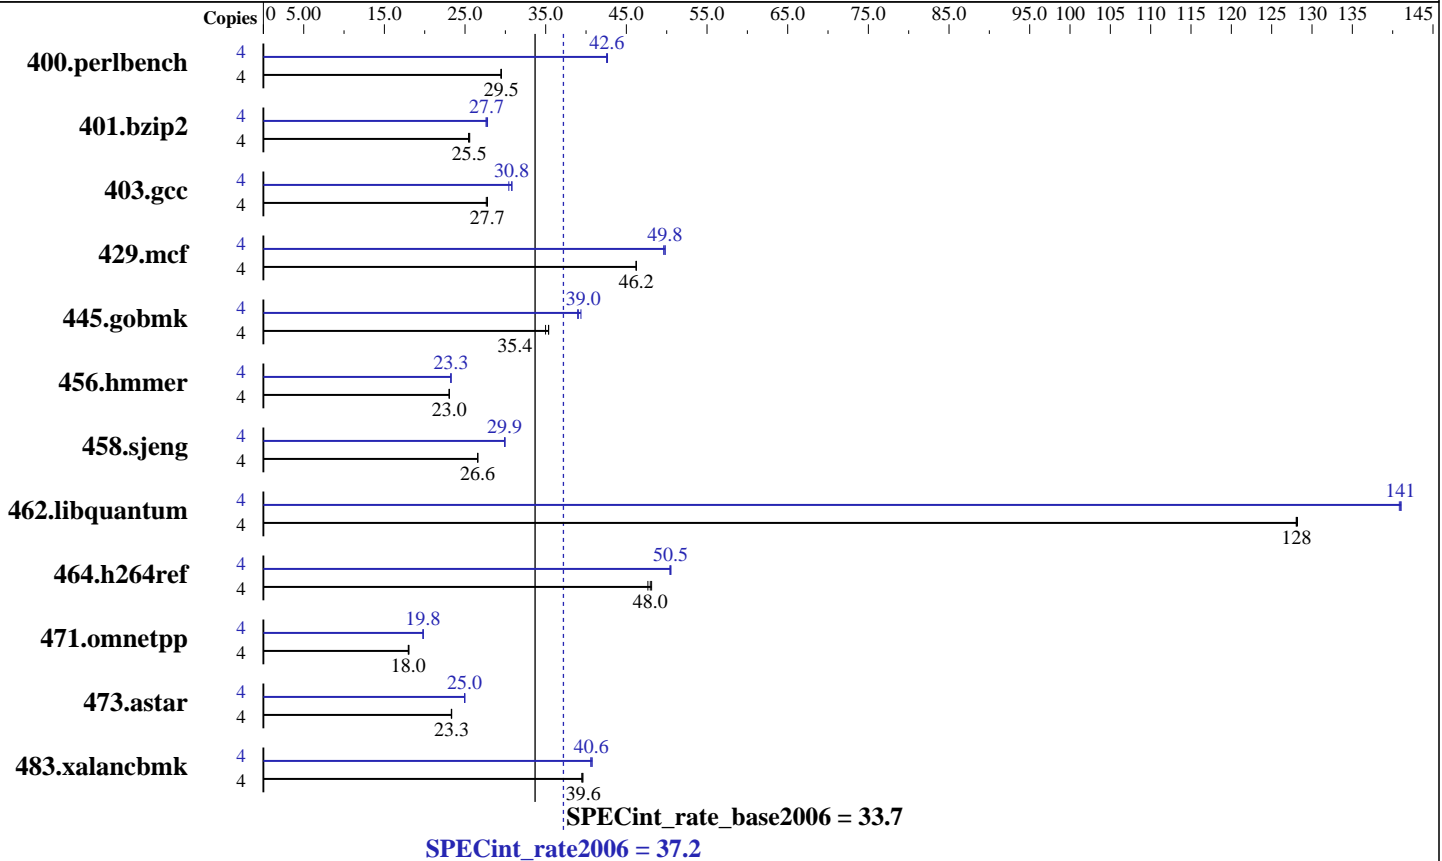 Copies 0 5.00 15.0 25.0 35.0 45.0 55.0 65.0 75.0 85.0 95.0 100 105 110 115 120 125 130 135 145
400.perlbench 4 42.6
4 29.5
401.bzip2 4 27.7
4 25.5
403.gcc 4 30.8
4 27.7
429.mcf 4 49.8
4 46.2
445.gobmk 4 39.0
4 35.4
456.hmmer 4 23.3
4 23.0
458.sjeng 4 29.9
4 26.6
462.libquantum 4 141
4 128
464.h264ref 4 50.5
4 48.0
471.omnetpp 4 19.8
4 18.0
473.astar 4 25.0
4 23.3
483.xalancbmk 4 40.6
4 39.6
SPECint_rate_base2006 = 33.7
SPECint_rate2006 = 37.2